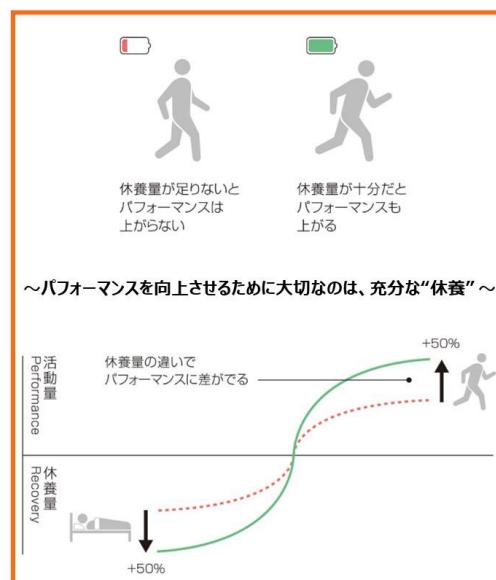 休養量が足りないと
パフォーマンスは
上がらない
休養量が十分だと
パフォーマンスも
上がる
～パフォーマンスを向上させるために大切なのは、充分な“休養”～
活動量
Performance
休養量の違いで
パフォーマンスに差がでる
+50%
休養量
Recovery
+50%